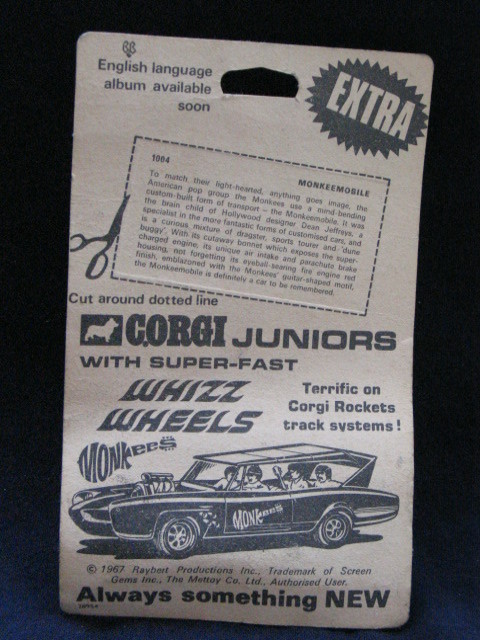 English language
album available
soon
EXTRA
1004 MONKEEMOBILE
To match their light-hearted, anything goes image, the
American pop group the Monkees use a mind-bending
custom-built form of transport – the Monkeemobile. It was
the brain child of Hollywood designer Dean Jeffreys, a
specialist in the more fantastic forms of customised cars, and
is a curious mixture of dragster, sports tourer and 'dune
buggy'. With its cutaway bonnet which exposes the super-
charged engine, its unique air intake and parachute brake
housing, not forgetting its eyeball-searing fire engine red
finish, emblazoned with the Monkees' guitar-shaped motif,
the Monkeemobile is definitely a car to be remembered.
Cut around dotted line
CORGI JUNIORS
WITH SUPER-FAST
WHIZZ
WHEELS
Terrific on
Corgi Rockets
track systems!
MONKEES
MONKEES
© 1967 Raybert Productions Inc., Trademark of Screen
Gems Inc., The Mettoy Co. Ltd., Authorised User.
Always something NEW